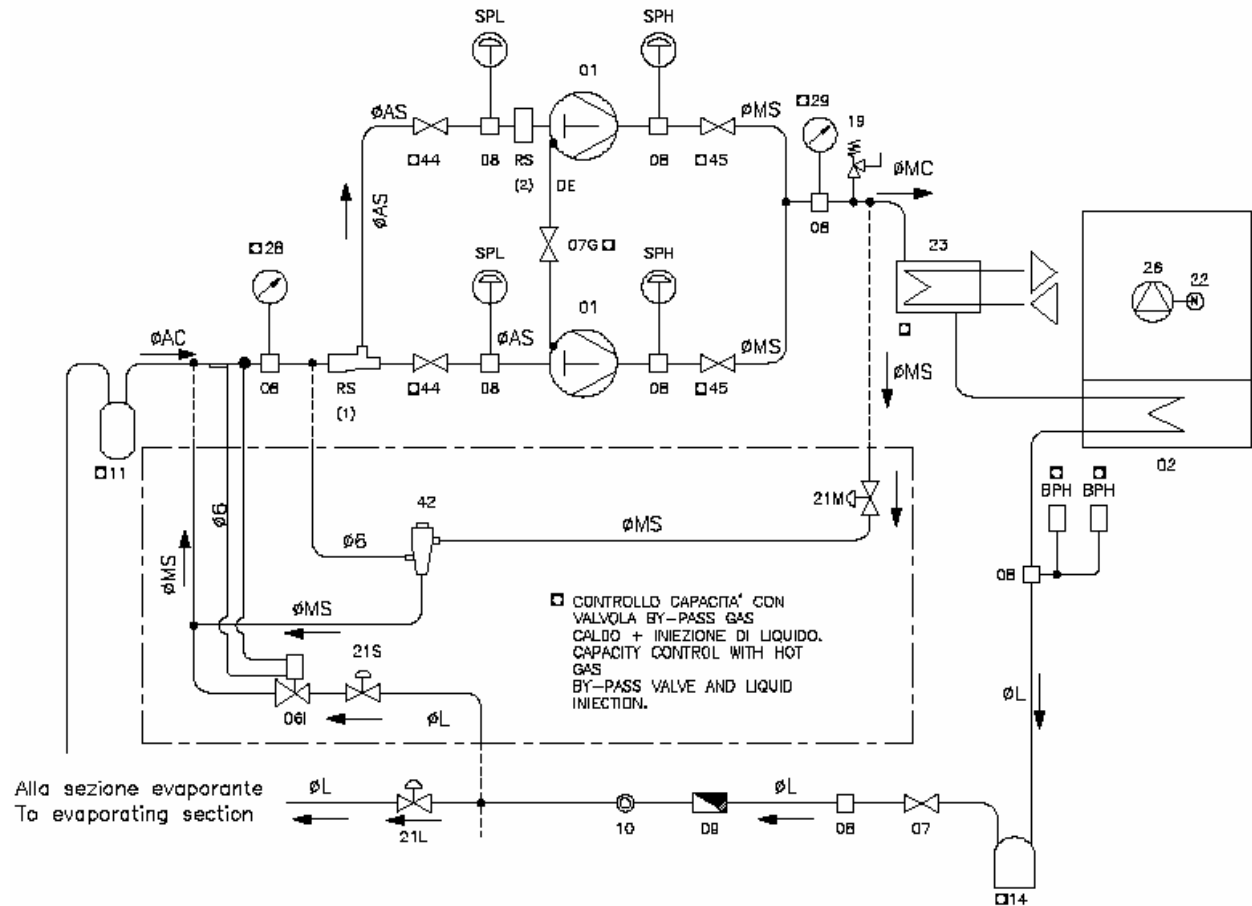 SPL
SPH
01
29
19
ØAS
ØMS
ØMC
44
08
RS
(2)
DE
08
45
08
23
26
22
N
ØAS
28
SPL
07G
SPH
01
ØAC
ØAS
ØMS
ØMS
08
RS
(1)
44
08
08
45
02
11
BPH
BPH
Ø6
42
21M
ØMS
Ø6
08
ØMS
ØMS
CONTROLLO CAPACITA' CON
VALVOLA BY-PASS GAS
CALDO + INIEZIONE DI LIQUIDO.
CAPACITY CONTROL WITH HOT
GAS
BY-PASS VALVE AND LIQUID
INJECTION.
21S
06I
ØL
ØL
Alla sezione evaporante
To evaporating section
ØL
ØL
21L
10
09
08
07
14